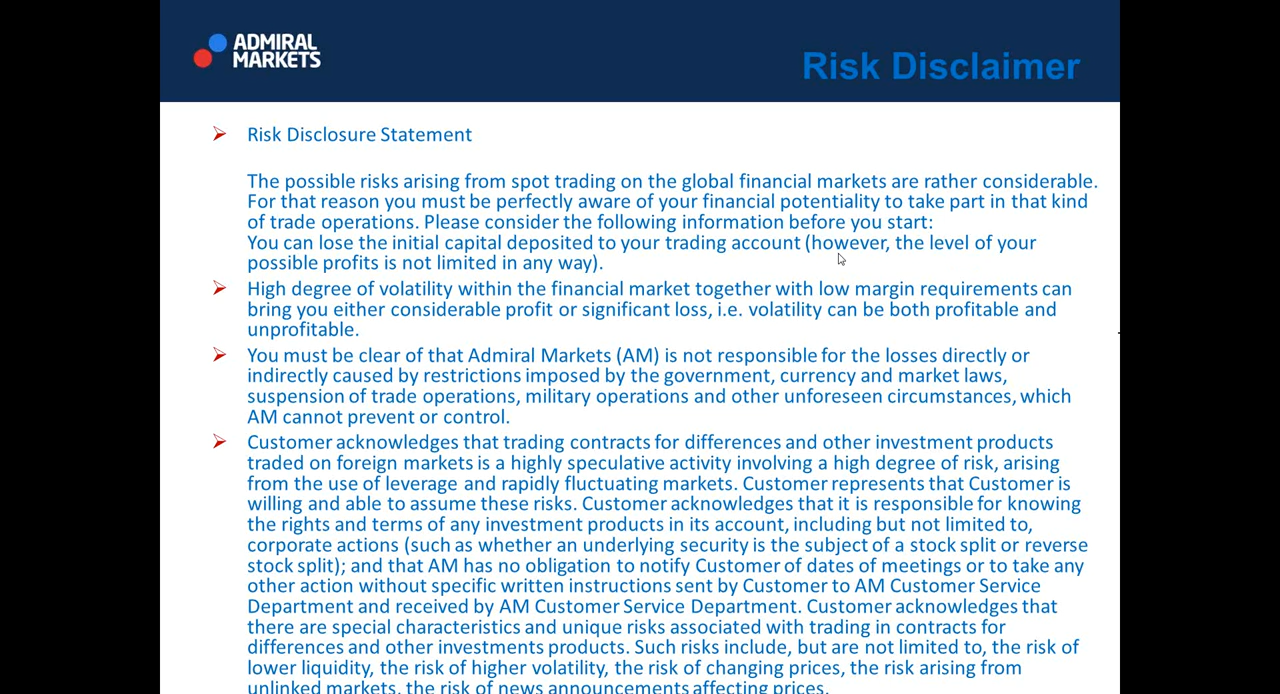 ADMIRAL
MARKETS
Risk Disclaimer
Risk Disclosure Statement
The possible risks arising from spot trading on the global financial markets are rather considerable.
For that reason you must be perfectly aware of your financial potentiality to take part in that kind
of trade operations. Please consider the following information before you start:
You can lose the initial capital deposited to your trading account (however, the level of your
possible profits is not limited in any way).
High degree of volatility within the financial market together with low margin requirements can
bring you either considerable profit or significant loss, i.e. volatility can be both profitable and
unprofitable.
You must be clear of that Admiral Markets (AM) is not responsible for the losses directly or
indirectly caused by restrictions imposed by the government, currency and market laws,
suspension of trade operations, military operations and other unforeseen circumstances, which
AM cannot prevent or control.
Customer acknowledges that trading contracts for differences and other investment products
traded on foreign markets is a highly speculative activity involving a high degree of risk, arising
from the use of leverage and rapidly fluctuating markets. Customer represents that Customer is
willing and able to assume these risks. Customer acknowledges that it is responsible for knowing
the rights and terms of any investment products in its account, including but not limited to,
corporate actions (such as whether an underlying security is the subject of a stock split or reverse
stock split); and that AM has no obligation to notify Customer of dates of meetings or to take any
other action without specific written instructions sent by Customer to AM Customer Service
Department and received by AM Customer Service Department. Customer acknowledges that
there are special characteristics and unique risks associated with trading in contracts for
differences and other investments products. Such risks include, but are not limited to, the risk of
lower liquidity, the risk of higher volatility, the risk of changing prices, the risk arising from
unlinked markets, the risk of news announcements affecting prices.